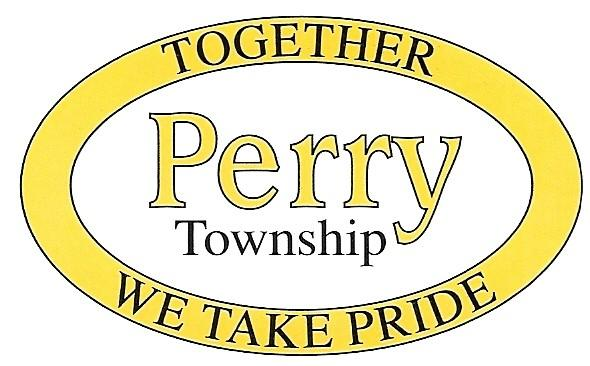 TOGETHER
Perry
Township
WE TAKE PRIDE